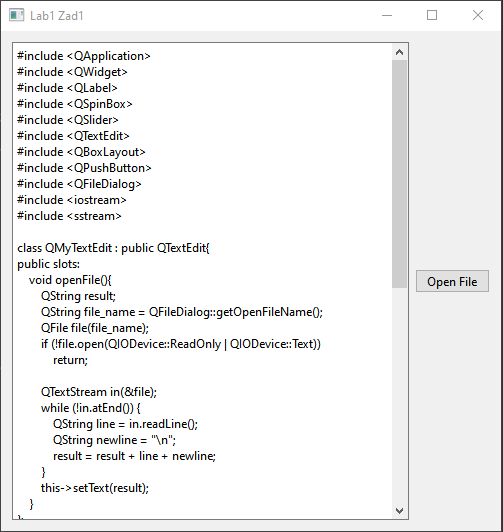 Lab1 Zad1
#include <QApplication>
#include <QWidget>
#include <QLabel>
#include <QSpinBox>
#include <QSlider>
#include <QTextEdit>
#include <QBoxLayout>
#include <QPushButton>
#include <QFileDialog>
#include <iostream>
#include <sstream>
class QMyTextEdit : public QTextEdit{
public slots:
void openFile(){
QString result;
QString file_name = QFileDialog::getOpenFileName();
QFile file(file_name);
if (!file.open(QIODevice::ReadOnly | QIODevice::Text))
return;
QTextStream in(&file);
while (!in.atEnd()) {
QString line = in.readLine();
QString newline = "\n";
result = result + line + newline;
}
this->setText(result);
}
};
Open File